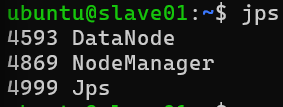 ubuntu@slave01:~$ jps
4593 DataNode
4869 NodeManager
4999 Jps